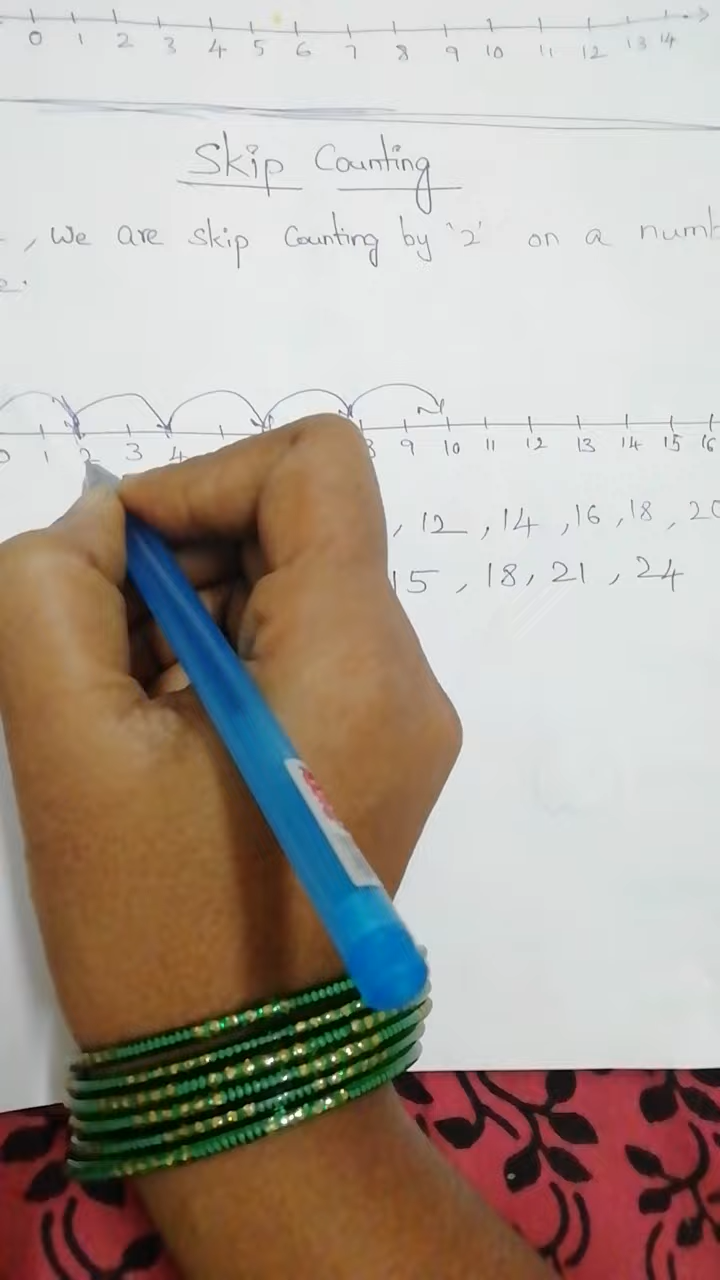 0 1 2 3 4 5 6 7 8 9 10 11 12 13 14
Skip Counting
, we are skip counting by '2' on a
0 1 2 3 4 8 9 10 11 12 13 14 15 16
, 12 , 14 , 16 , 18 , 20
15 , 18 , 21 , 24